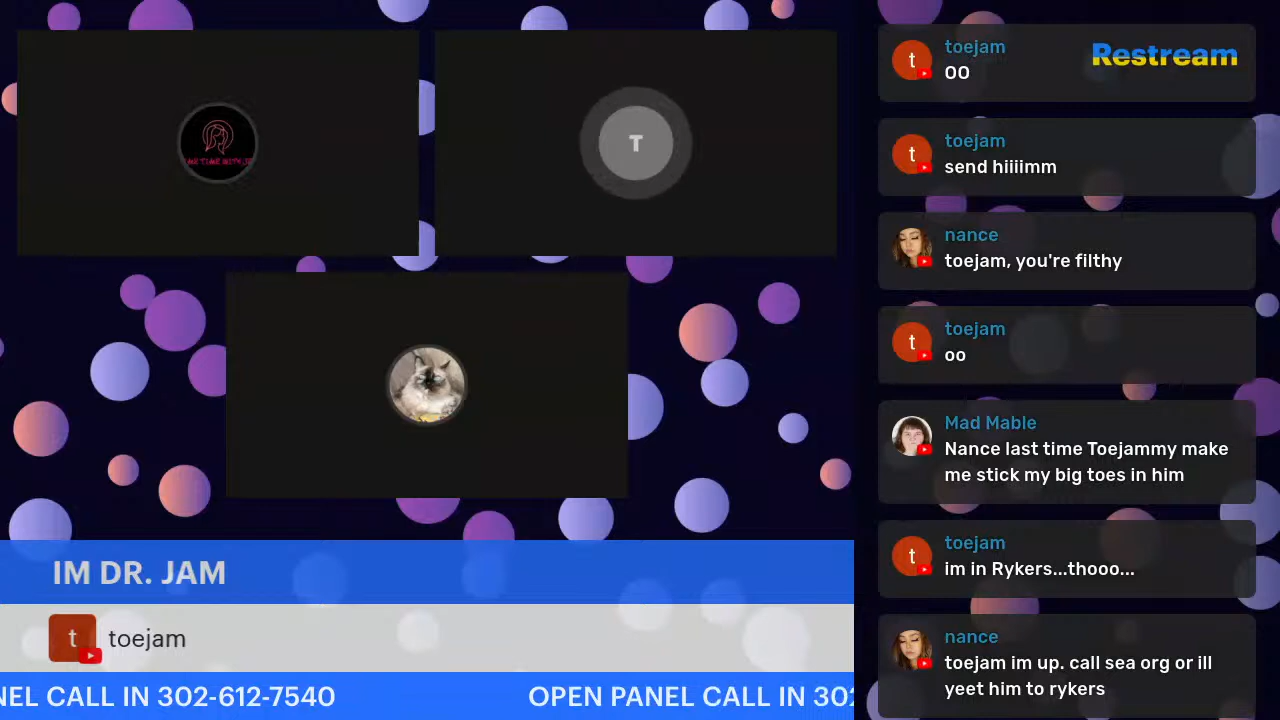 T
IM DR. JAM
t
toejam
NEL CALL IN 302-612-7540
OPEN PANEL CALL IN 302
Restream
t
toejam
OO
t
toejam
send hiiiimm
nance
toejam, you're filthy
t
toejam
oo
Mad Mable
Nance last time Toejammy make
me stick my big toes in him
t
toejam
im in Rykers...thooo...
nance
toejam im up. call sea org or ill
yeet him to rykers